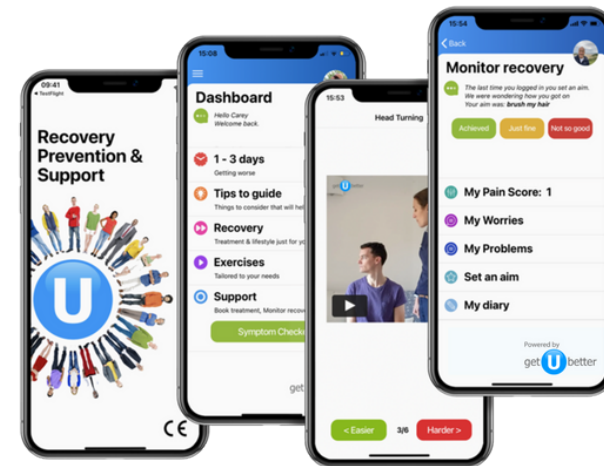 09:41
TestFlight
Recovery
Prevention &
Support
U
CE
15:08
Dashboard
Hello Carey
Welcome back.
1 - 3 days
Getting worse
Tips to guide
Things to consider that will
Recovery
Treatment & lifestyle just for
Exercises
Tailored to your needs
Support
Book treatment, Monitor
Symptom
get
15:53
Head Turning
U better
< Easier
3/6
Harder >
15:54
< Back
Monitor recovery
The last time you logged in you set an aim.
We were wondering how you got on
Your aim was: brush my hair
Achieved
Just fine
Not so good
My Pain Score: 1
My Worries
My Problems
Set an aim
My diary
Powered by
get U better